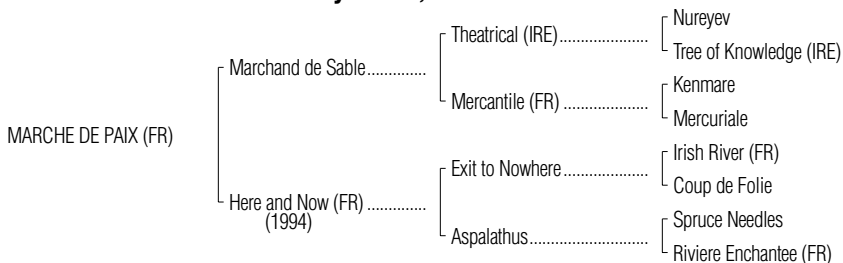 Nureyev
Theatrical (IRE)....................
Tree of Knowledge (IRE)
Marchand de Sable.............
Kenmare
Mercantile (FR) ...................
Mercuriale
MARCHE DE PAIX (FR)
Irish River (FR)
Exit to Nowhere ...................
Coup de Folie
Here and Now (FR) .............
(1994)
Spruce Needles
Aspalathus...........................
Riviere Enchantee (FR)